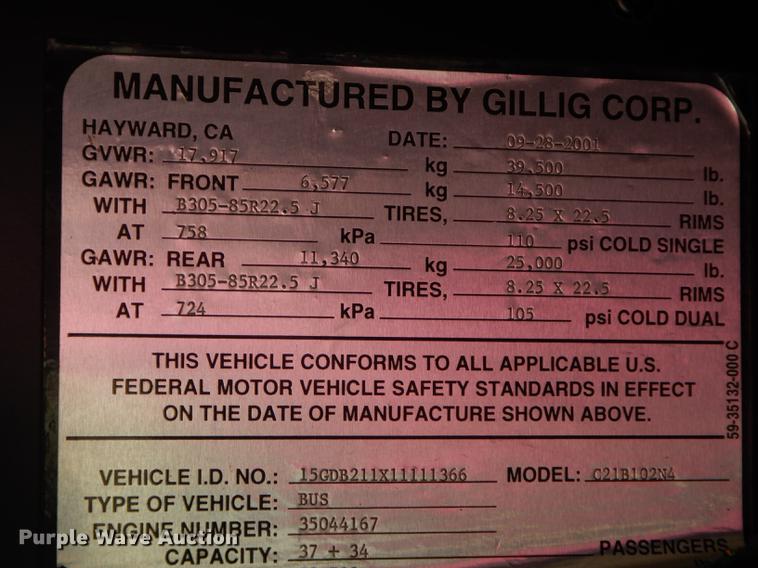 MANUFACTURED BY GILLIG CORP.
HAYWARD, CA DATE: 09-28-2001
GVWR: 17,917 kg 39,500 lb.
GAWR: FRONT 6,577 kg 14,500 lb.
WITH B305-85R22.5 J TIRES, 8.25 X 22.5 RIMS
AT 758 kPa 110 psi COLD SINGLE
GAWR: REAR 11,340 kg 25,000 lb.
WITH B305-85R22.5 J TIRES, 8.25 X 22.5 RIMS
AT 724 kPa 105 psi COLD DUAL
THIS VEHICLE CONFORMS TO ALL APPLICABLE U.S.
FEDERAL MOTOR VEHICLE SAFETY STANDARDS IN EFFECT
ON THE DATE OF MANUFACTURE SHOWN ABOVE.
59-35132-000 C
VEHICLE I.D. NO.: 15GDB211X11111366 MODEL: C21B102N4
TYPE OF VEHICLE: BUS
ENGINE NUMBER: 35044167
CAPACITY: 37 + 34 PASSENGERS
Purple Wave Auction